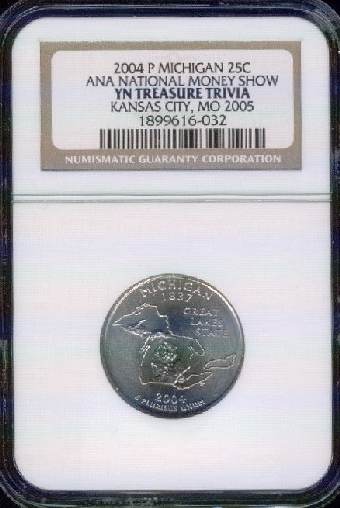 2004 P MICHIGAN 25C
ANA NATIONAL MONEY SHOW
YN TREASURE TRIVIA
KANSAS CITY, MO 2005
1899616-032
NUMISMATIC GUARANTY CORPORATION
MICHIGAN
1837
GREAT
LAKES
STATE
2004
E PLURIBUS UNUM